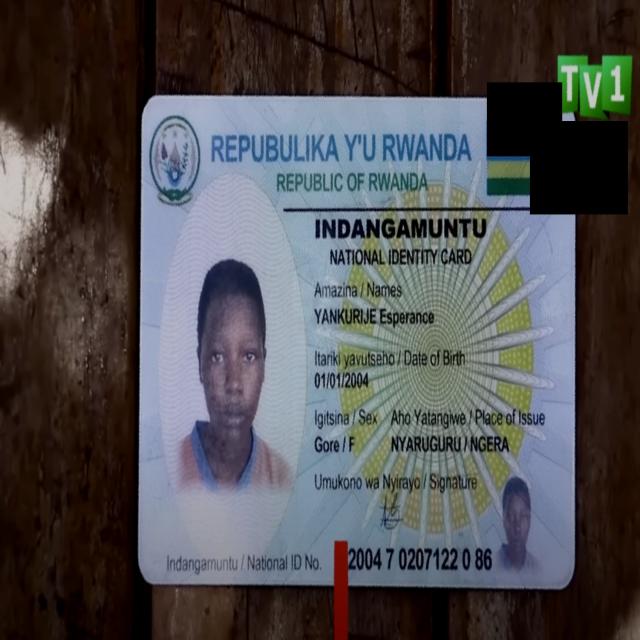 TV1
REPUBULIKA Y'U RWANDA
REPUBLIC OF RWANDA
INDANGAMUNTU
NATIONAL IDENTITY CARD
Amazina / Names
YANKURIJE Esperance
Itariki yavutseho / Date of Birth
01/01/2004
Igitsina / Sex Aho Yatangiwe / Place of Issue
Gore / F NYARUGURU / NGERA
Umukono wa Nyirayo / Signature
Indangamuntu / National ID No. 2004 7 0207122 0 86